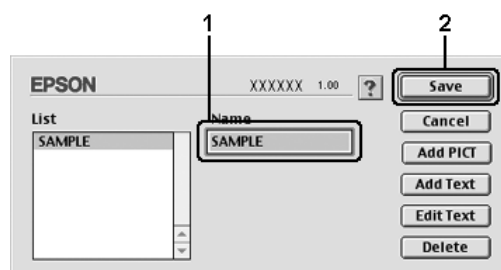 1 2
EPSON XXXXXX 1.00 ? Save
List Name Cancel
SAMPLE SAMPLE
Add PICT
Add Text
Edit Text
Delete